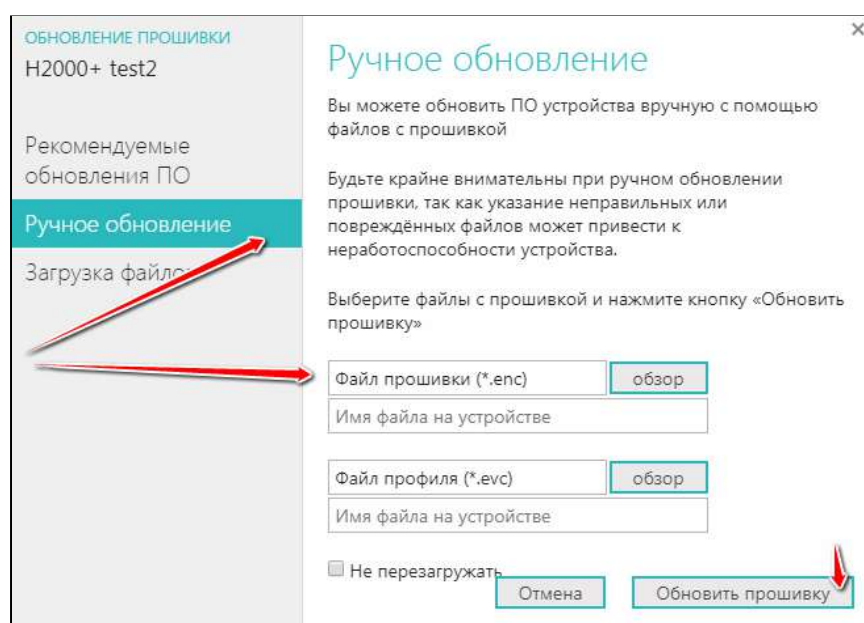 ОБНОВЛЕНИЕ ПРОШИВКИ
H2000+ test2
Рекомендуемые
обновления ПО
Ручное обновление
Загрузка
Ручное обновление
Вы можете обновить ПО устройства вручную с помощью
файлов с прошивкой
Будьте крайне внимательны при ручном обновлении
прошивки, так как указание неправильных или
повреждённых файлов может привести к
неработоспособности устройства.
Выберите файлы с прошивкой и нажмите кнопку «Обновить
прошивку»
Файл прошивки (*.enc)
обзор
Имя файла на устройстве
Файл профиля (*.evc)
обзор
Имя файла на устройстве
Не перезагружать
Отмена
Обновить прошивку